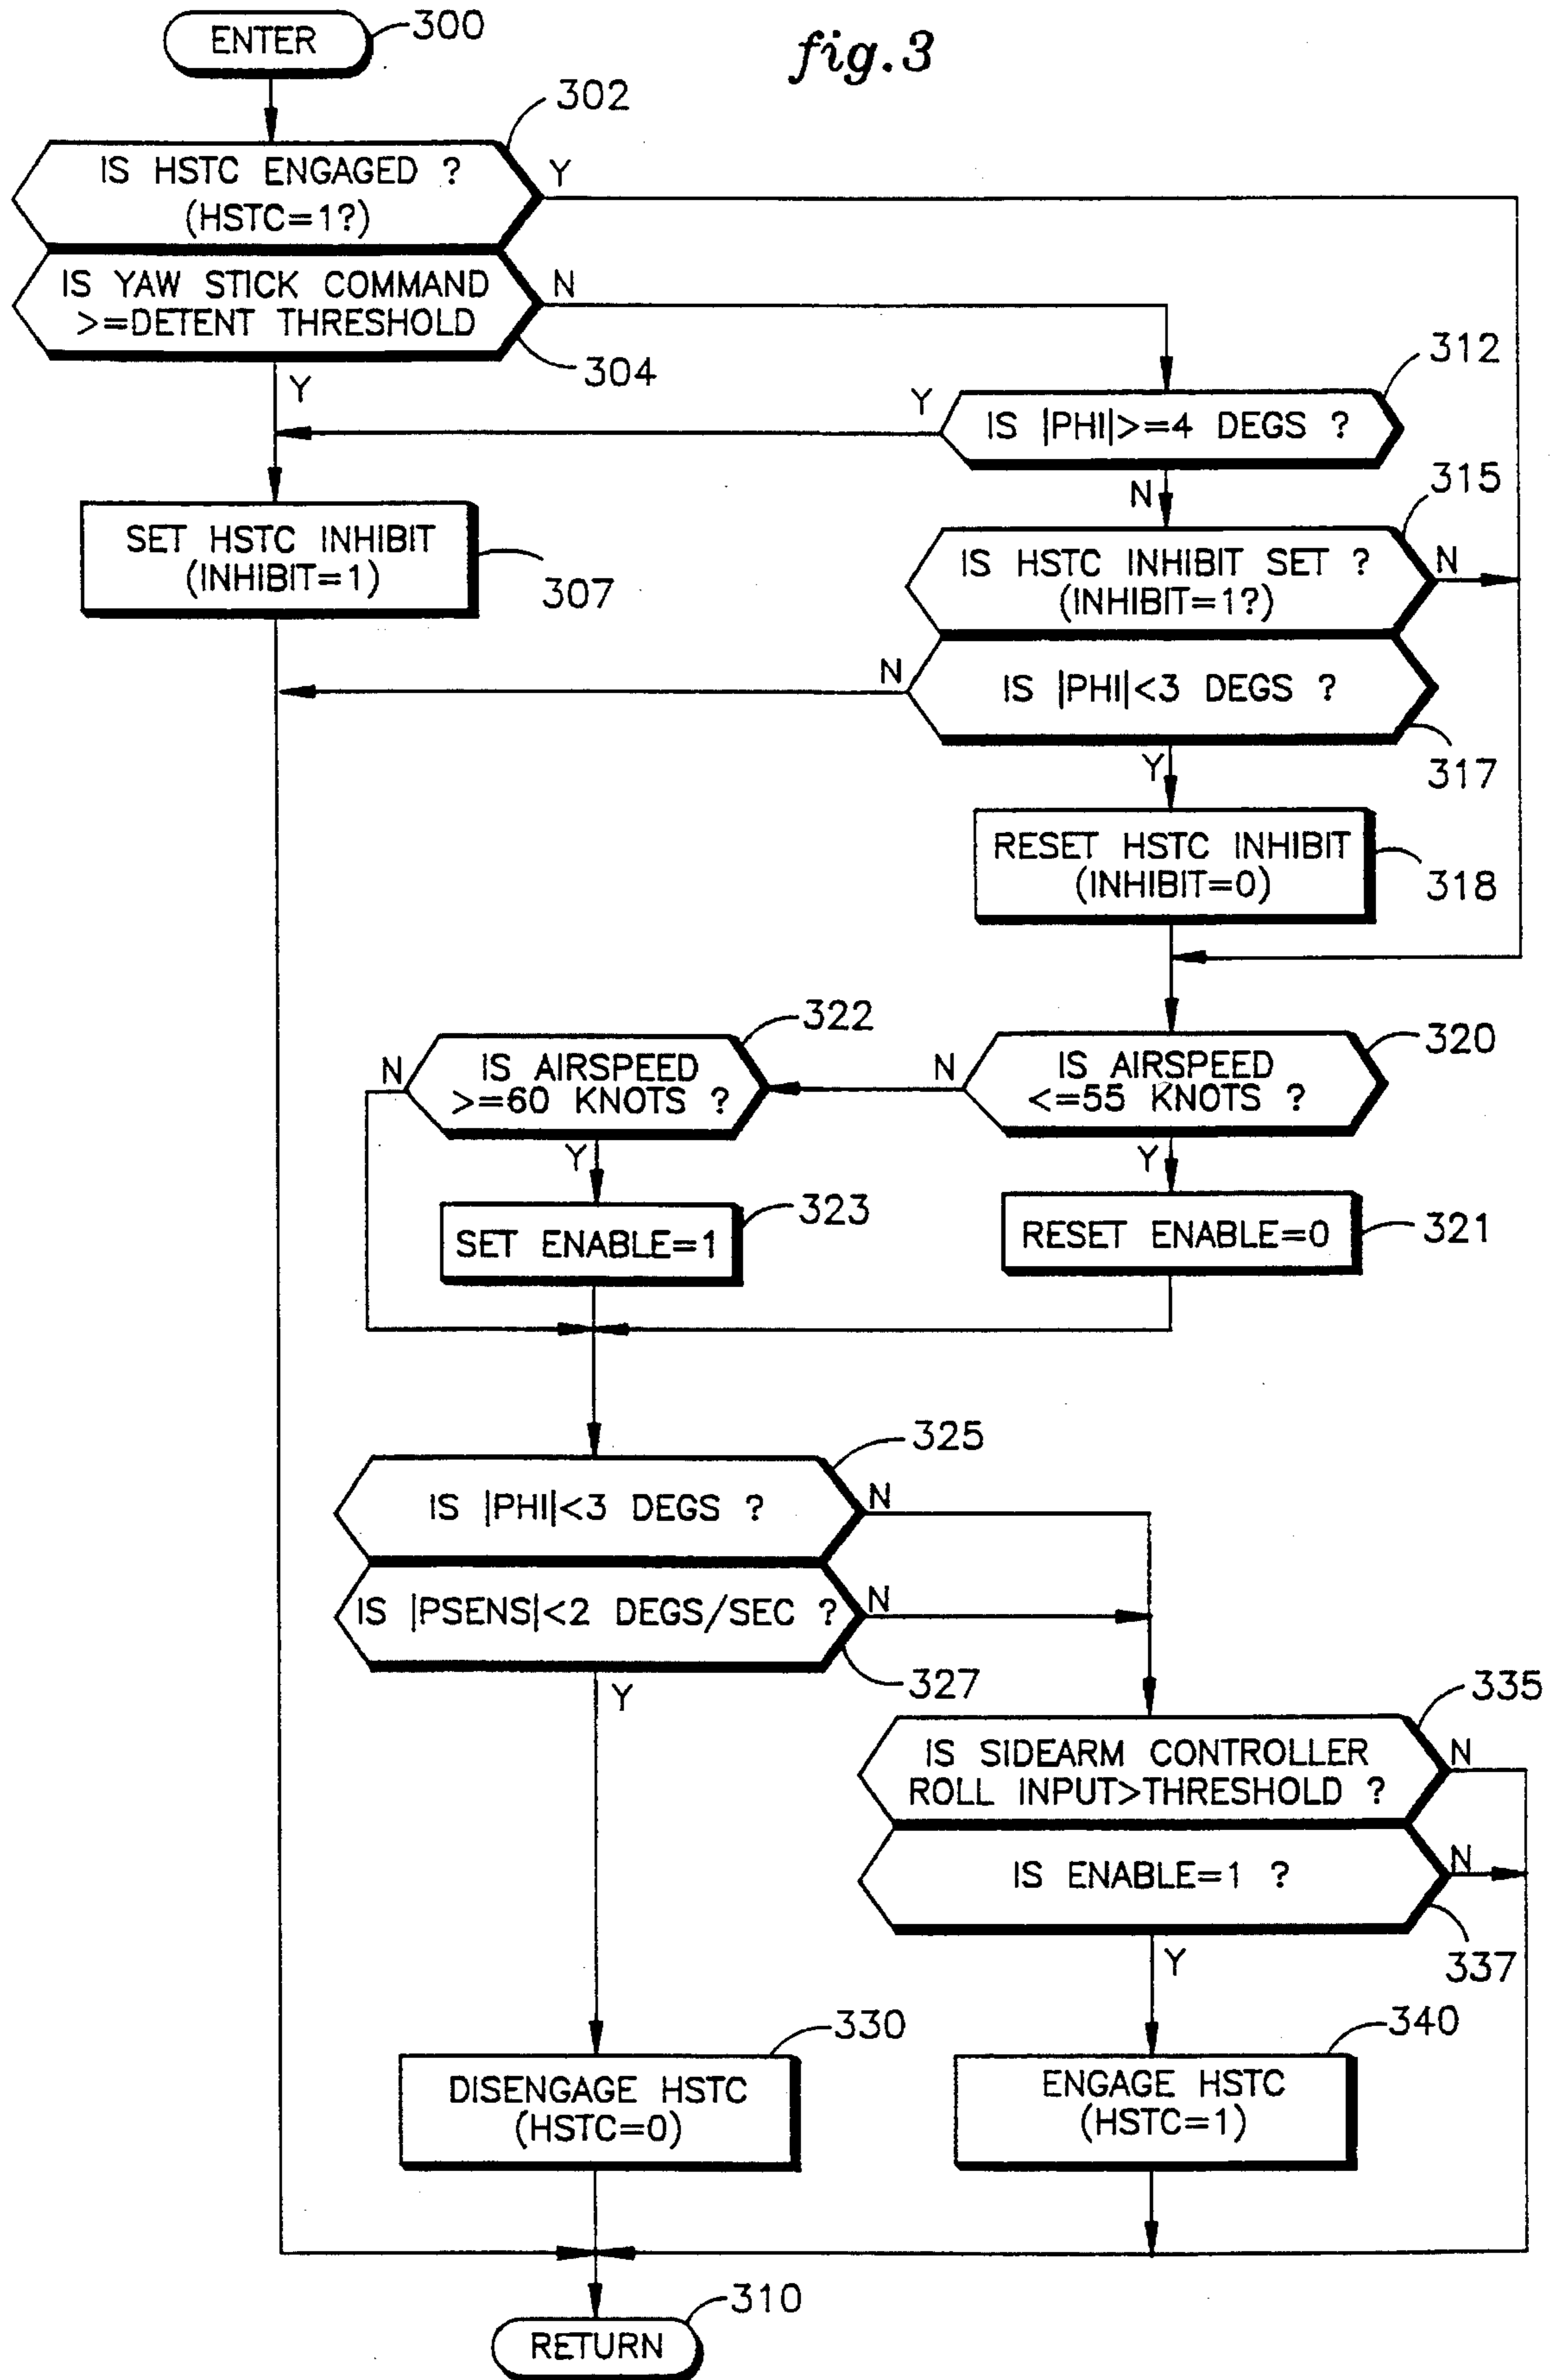 fig.3
ENTER
300
302
IS HSTC ENGAGED ?
(HSTC=1?)
Y
IS YAW STICK COMMAND
>=DETENT THRESHOLD
N
304
Y
312
Y
IS |PHI|>=4 DEGS ?
N
SET HSTC INHIBIT
(INHIBIT=1)
307
315
IS HSTC INHIBIT SET ?
(INHIBIT=1?)
N
N
IS |PHI|<3 DEGS ?
317
Y
RESET HSTC INHIBIT
(INHIBIT=0)
318
322
N
IS AIRSPEED
>=60 KNOTS ?
Y
320
N
IS AIRSPEED
<=55 KNOTS ?
Y
323
SET ENABLE=1
RESET ENABLE=0
321
325
IS |PHI|<3 DEGS ?
N
IS |PSENS|<2 DEGS/SEC ?
N
327
Y
335
IS SIDEARM CONTROLLER
ROLL INPUT>THRESHOLD ?
N
IS ENABLE=1 ?
N
337
Y
330
DISENGAGE HSTC
(HSTC=0)
340
ENGAGE HSTC
(HSTC=1)
310
RETURN